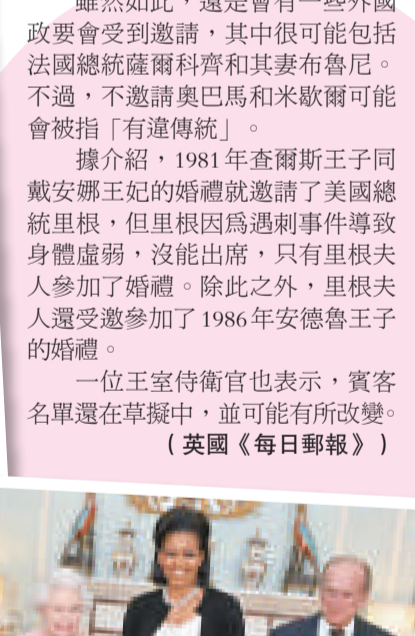 雖然如此，還是會有一些外國
政要會受到邀請，其中很可能包括
法國總統薩爾科齊和其妻布魯尼。
不過，不邀請奧巴馬和米歇爾可能
會被指「有違傳統」。
據介紹，1981年查爾斯王子同
戴安娜王妃的婚禮就邀請了美國總
統里根，但里根因為遇刺事件導致
身體虛弱，沒能出席，只有里根夫
人參加了婚禮。除此之外，里根夫
人還受邀參加了1986年安德魯王子
的婚禮。
一位王室侍衛官也表示，賓客
名單還在草擬中，並可能有所改變。
（英國《每日郵報》）